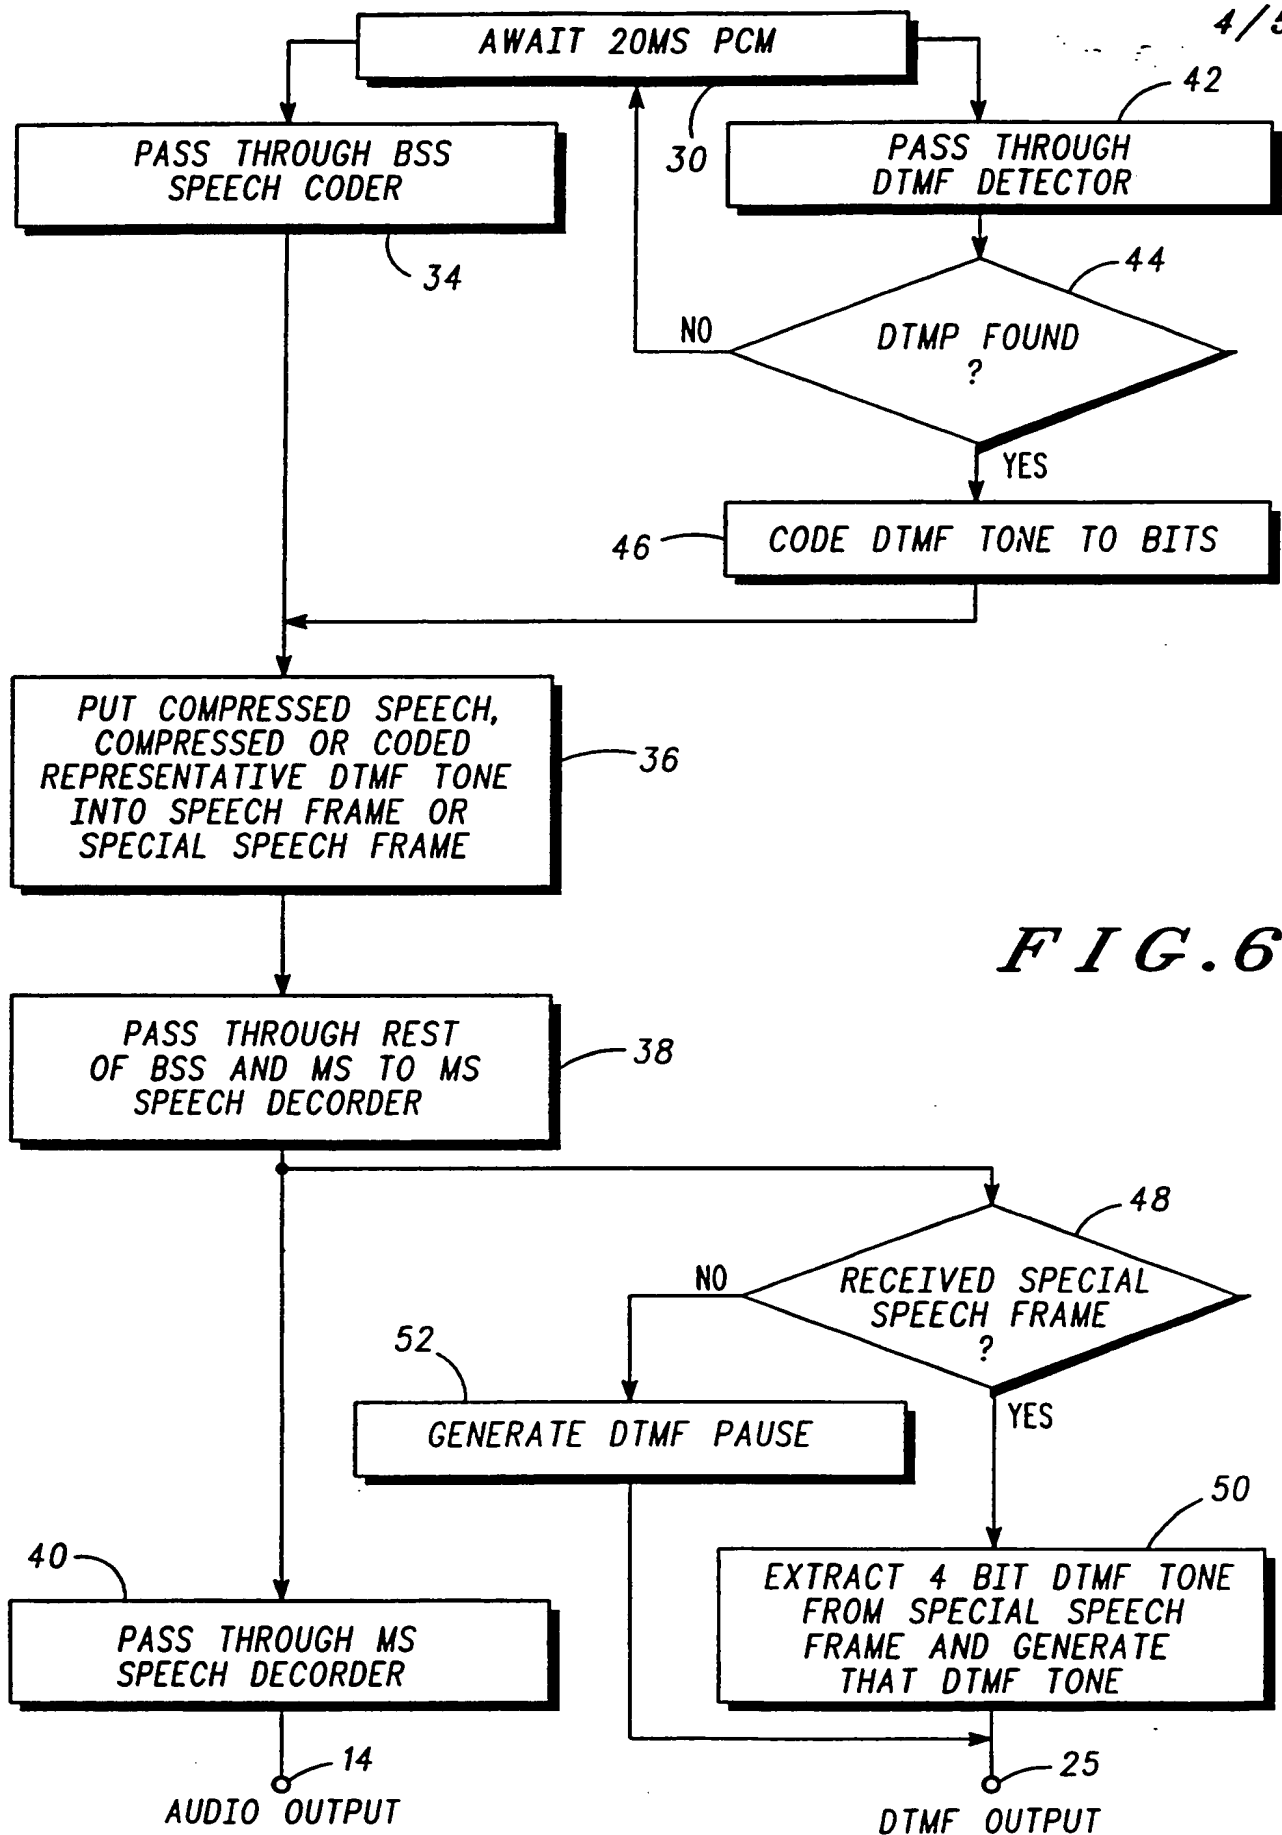 4/5
AWAIT 20MS PCM
30
42
PASS THROUGH BSS
SPEECH CODER
34
PASS THROUGH
DTMF DETECTOR
44
DTMP FOUND
?
NO
YES
46
CODE DTMF TONE TO BITS
PUT COMPRESSED SPEECH,
COMPRESSED OR CODED
REPRESENTATIVE DTMF TONE
INTO SPEECH FRAME OR
SPECIAL SPEECH FRAME
36
FIG.6
PASS THROUGH REST
OF BSS AND MS TO MS
SPEECH DECORDER
38
48
RECEIVED SPECIAL
SPEECH FRAME
?
NO
YES
52
GENERATE DTMF PAUSE
50
EXTRACT 4 BIT DTMF TONE
FROM SPECIAL SPEECH
FRAME AND GENERATE
THAT DTMF TONE
40
PASS THROUGH MS
SPEECH DECORDER
14
AUDIO OUTPUT
25
DTMF OUTPUT